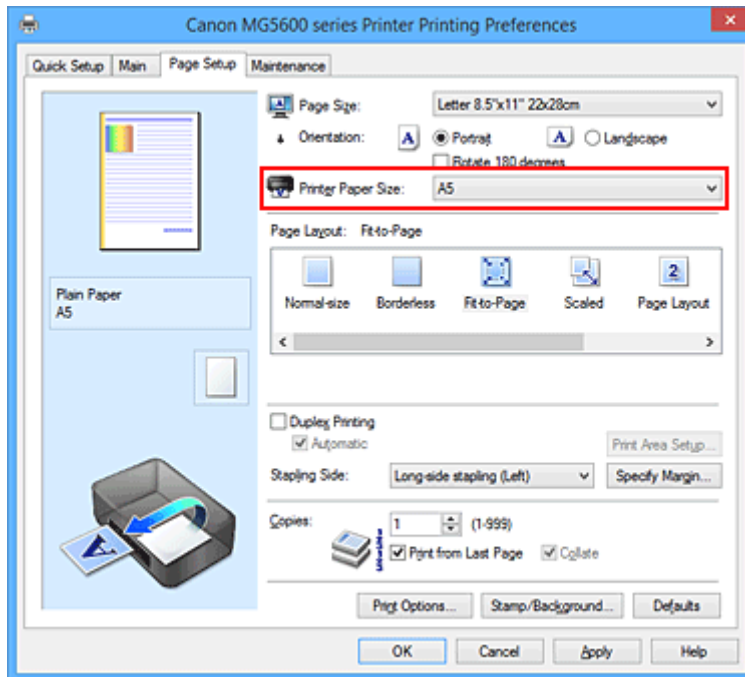 Canon MG5600 series Printer Printing Preferences
Quick Setup Main Page Setup Maintenance
Page Size: Letter 8.5"x11" 22x28cm
Orientation: A Portrait A Landscape
Rotate 180 degrees
Printer Paper Size: A5
Page Layout: Fit-to-Page
2
Normal-size Borderless Fit-to-Page Scaled Page Layout
Plain Paper
A5
Duplex Printing
Automatic Print Area Setup...
Stapling Side: Long-side stapling (Left) Specify Margin...
Copies: 1 (1-999)
Print from Last Page Collate
A
Print Options... Stamp/Background... Defaults
OK Cancel Apply Help